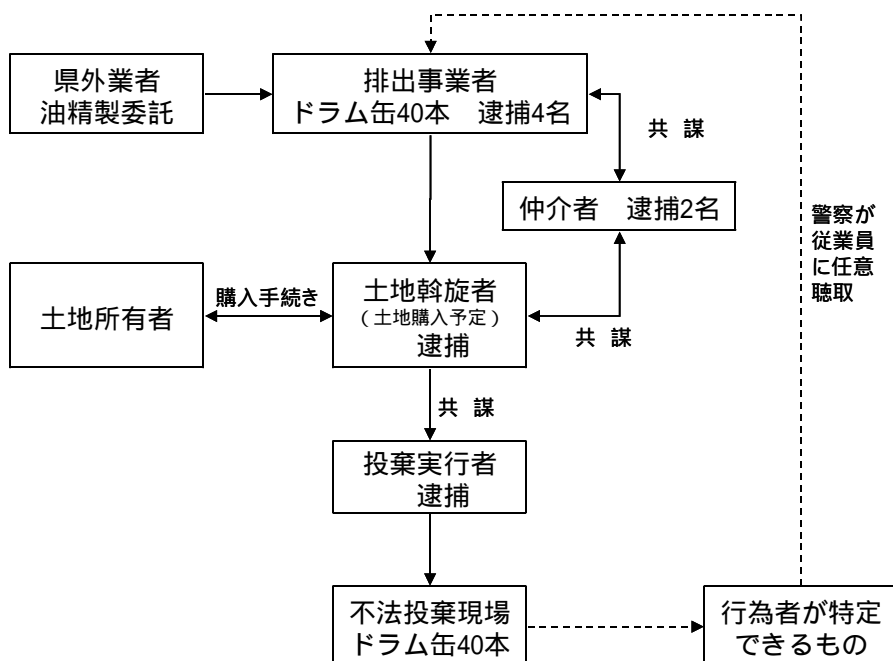 県外業者
油精製委託
排出事業者
ドラム缶40本　逮捕4名
共　謀
仲介者　逮捕2名
警察が
従業員
に任意
聴取
土地所有者
購入手続き
土地斡旋者
（土地購入予定）
逮捕
共　謀
共　謀
投棄実行者
逮捕
不法投棄現場
ドラム缶40本
行為者が特定
できるもの